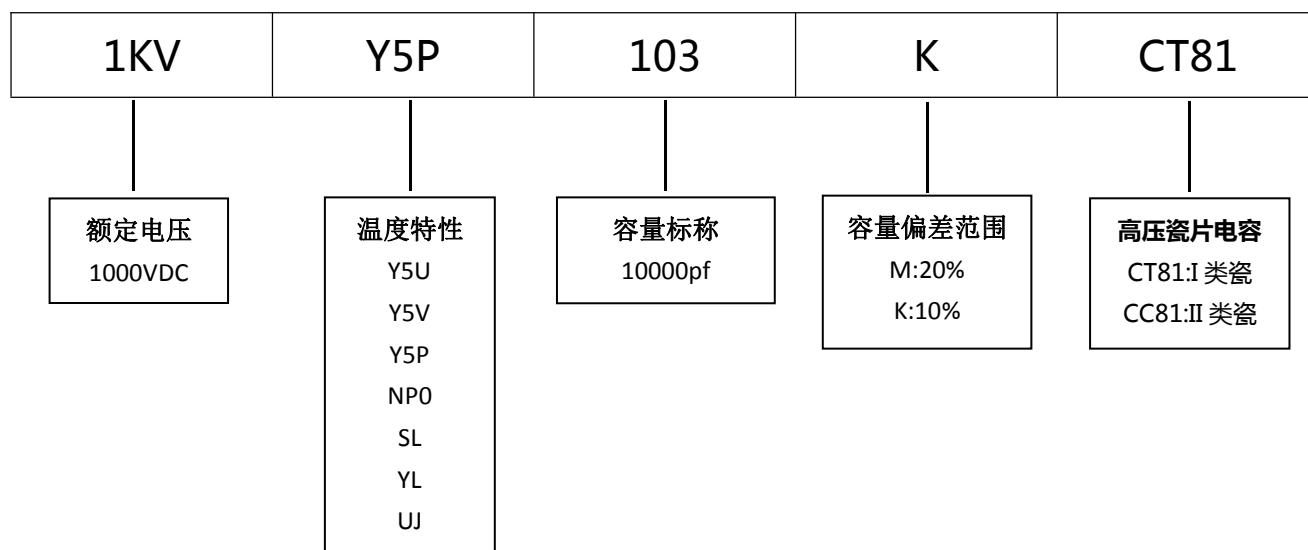 1KV Y5P 103 K CT81
额定电压
1000VDC
温度特性
Y5U
Y5V
Y5P
NP0
SL
YL
UJ
容量标称
10000pf
容量偏差范围
M:20%
K:10%
高压瓷片电容
CT81:I 类瓷
CC81:II 类瓷